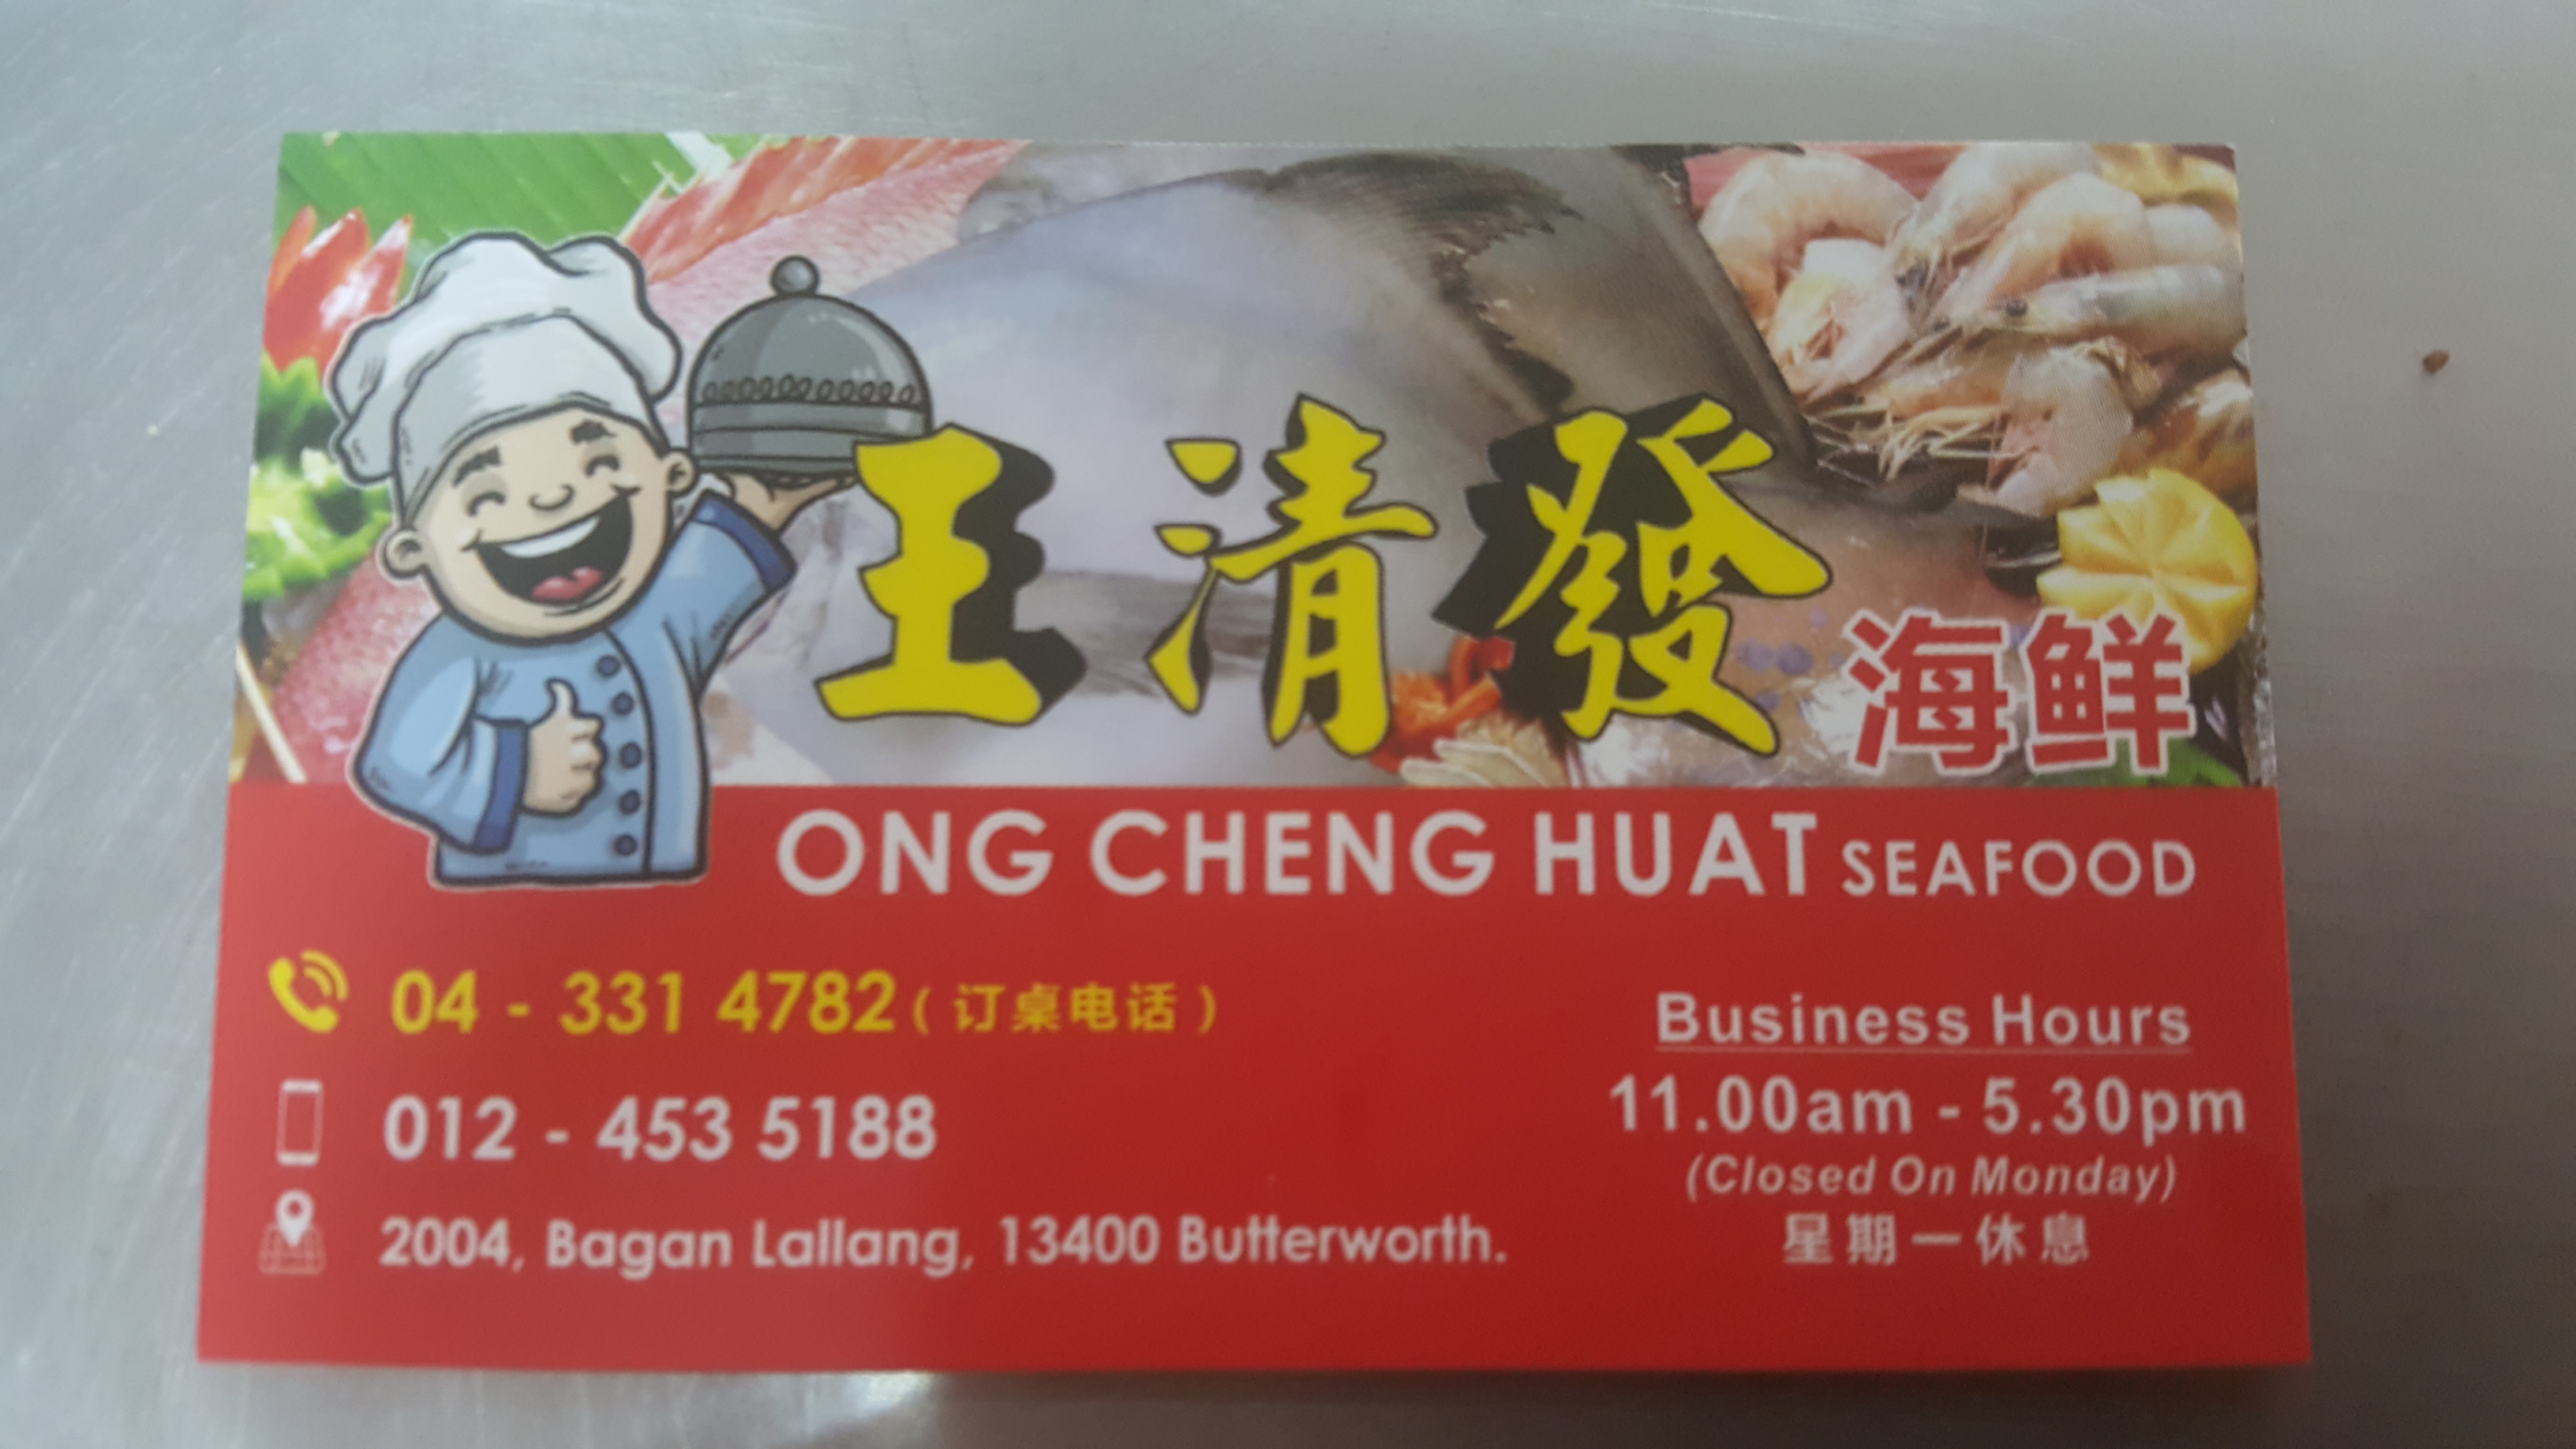 王清發 海鲜
ONG CHENG HUAT SEAFOOD
04 - 331 4782 ( 订桌电话 )
012 - 453 5188
2004, Bagan Lallang, 13400 Butterworth.
Business Hours
11.00am - 5.30pm
(Closed On Monday)
星期一休息